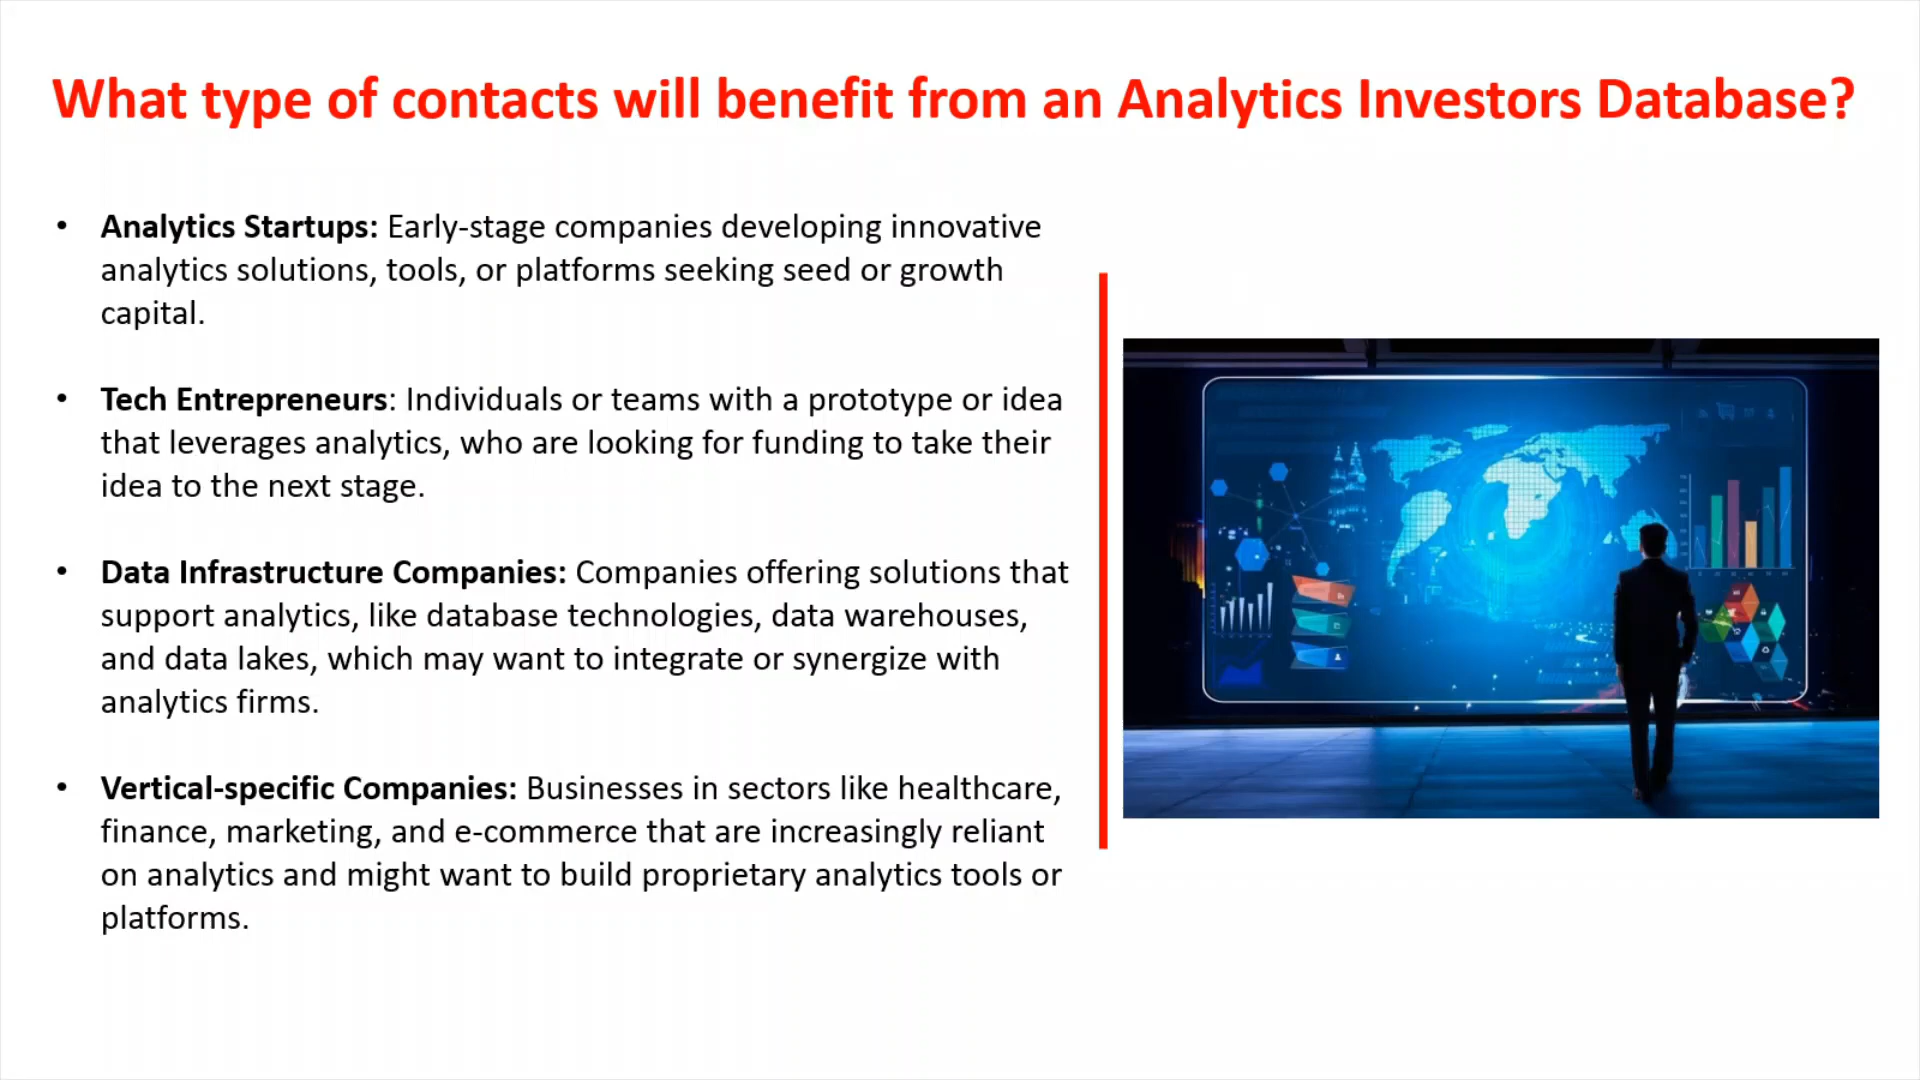 What type of contacts will benefit from an Analytics Investors Database?
• Analytics Startups: Early-stage companies developing innovative
analytics solutions, tools, or platforms seeking seed or growth
capital.
• Tech Entrepreneurs: Individuals or teams with a prototype or idea
that leverages analytics, who are looking for funding to take their
idea to the next stage.
• Data Infrastructure Companies: Companies offering solutions that
support analytics, like database technologies, data warehouses,
and data lakes, which may want to integrate or synergize with
analytics firms.
• Vertical-specific Companies: Businesses in sectors like healthcare,
finance, marketing, and e-commerce that are increasingly reliant
on analytics and might want to build proprietary analytics tools or
platforms.